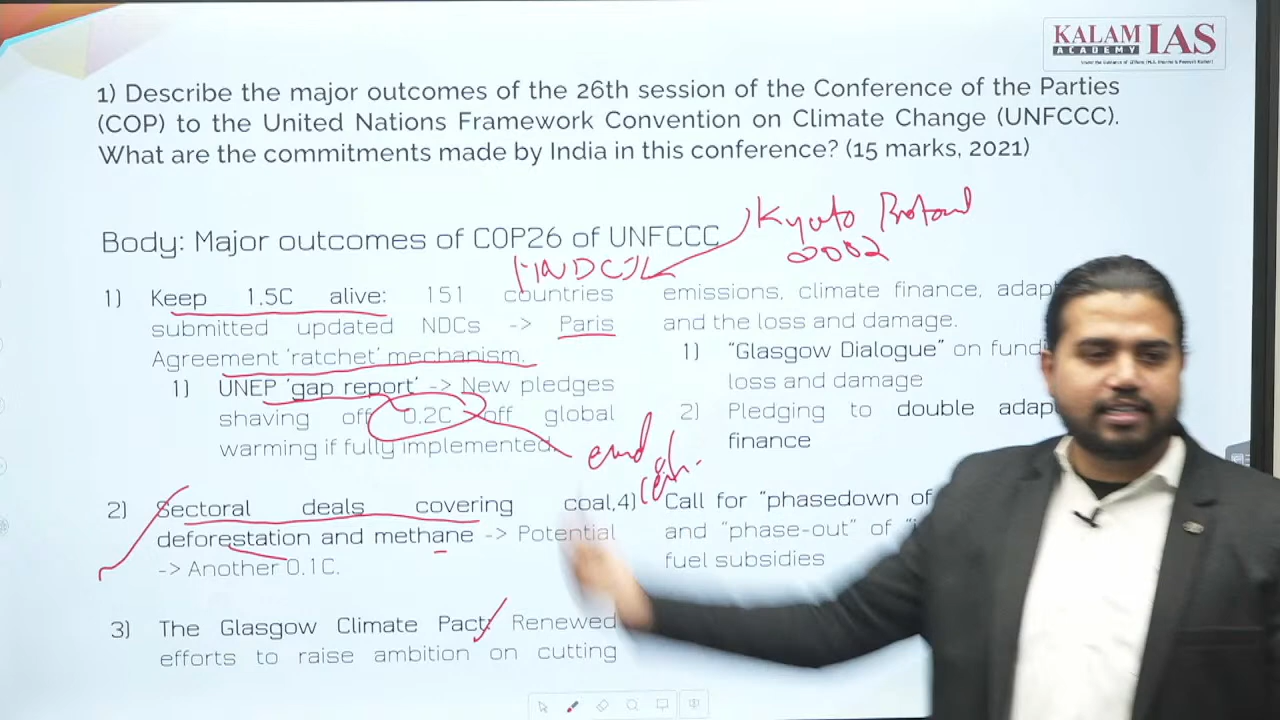 KALAM IAS
ACADEMY
1) Describe the major outcomes of the 26th session of the Conference of the Parties
(COP) to the United Nations Framework Convention on Climate Change (UNFCCC).
What are the commitments made by India in this conference? (15 marks, 2021)
Kyoto Protocol
2002
Body: Major outcomes of COP26 of UNFCCC
INDC
1) Keep 1.5C alive: 151 countries
submitted updated NDCs -> Paris
Agreement 'ratchet' mechanism.
1) UNEP 'gap report' -> New pledges
shaving off 0.2C off global
warming if fully implemented.
end of
2) Sectoral deals covering coal,
deforestation and methane -> Potential
-> Another 0.1C.
3) The Glasgow Climate Pact: Renewed
efforts to raise ambition on cutting
emissions, climate finance,
and the loss and damage.
1) "Glasgow Dialogue" on
loss and damage
2) Pledging to double
finance
4) Call for "phasedown of
and "phase-out" of
fuel subsidies